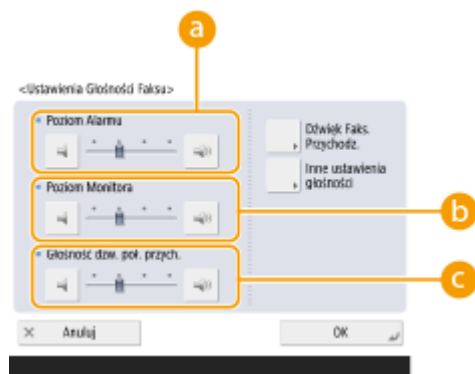 a
<Ustawienia Głośności Faksu>
Poziom Alarmu
Poziom Monitora
Głośność dzw. poł. przych.
Dźwięk Faks.
Przychodz.
Inne ustawienia
głośności
b
c
Anuluj
OK